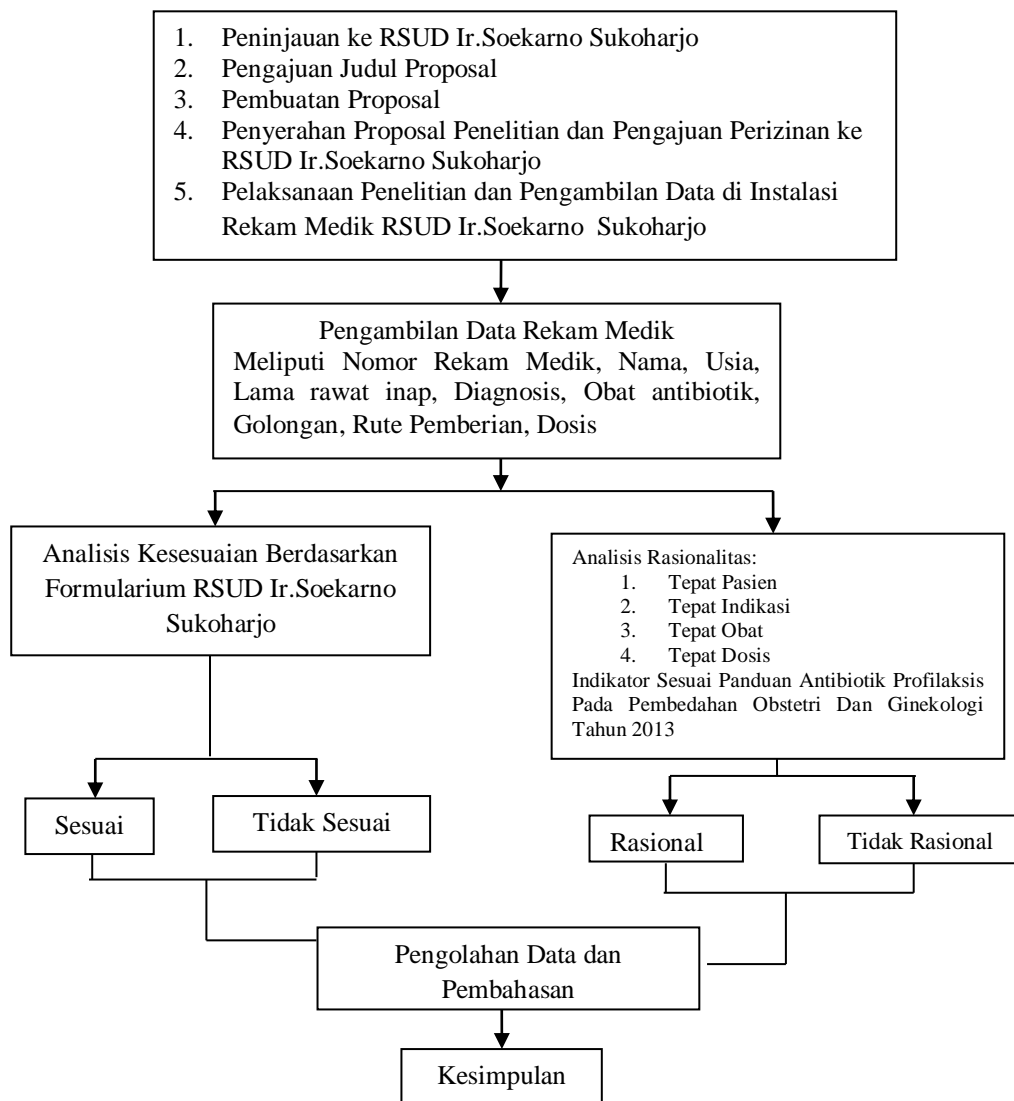 1. Peninjauan ke RSUD Ir.Soekarno Sukoharjo
2. Pengajuan Judul Proposal
3. Pembuatan Proposal
4. Penyerahan Proposal Penelitian dan Pengajuan Perizinan ke
RSUD Ir.Soekarno Sukoharjo
5. Pelaksanaan Penelitian dan Pengambilan Data di Instalasi
Rekam Medik RSUD Ir.Soekarno Sukoharjo
Pengambilan Data Rekam Medik
Meliputi Nomor Rekam Medik, Nama, Usia,
Lama rawat inap, Diagnosis, Obat antibiotik,
Golongan, Rute Pemberian, Dosis
Analisis Kesesuaian Berdasarkan
Formularium RSUD Ir.Soekarno
Sukoharjo
Analisis Rasionalitas:
1. Tepat Pasien
2. Tepat Indikasi
3. Tepat Obat
4. Tepat Dosis
Indikator Sesuai Panduan Antibiotik Profilaksis
Pada Pembedahan Obstetri Dan Ginekologi
Tahun 2013
Sesuai
Tidak Sesuai
Rasional
Tidak Rasional
Pengolahan Data dan
Pembahasan
Kesimpulan